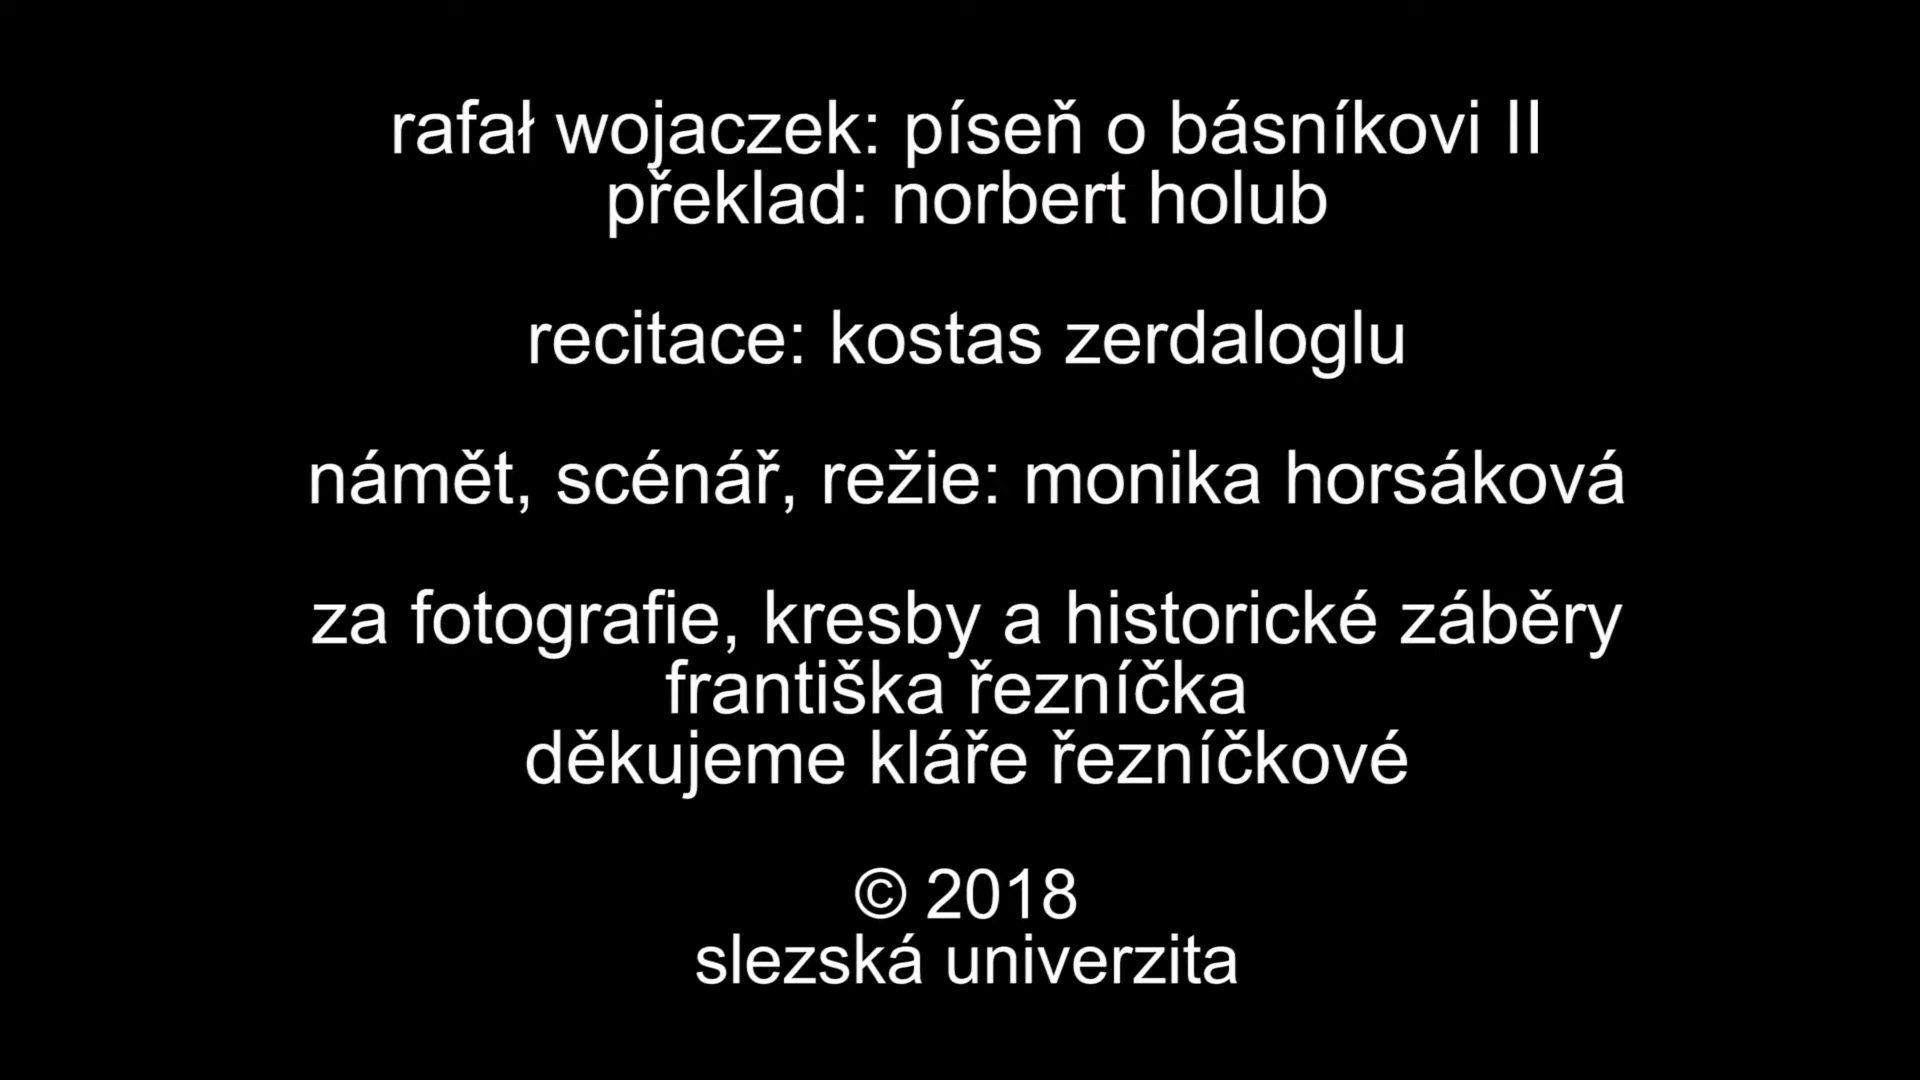 rafał wojaczek: píseň o básníkovi II
překlad: norbert holub
recitace: kostas zerdaloglu
námět, scénář, režie: monika horsáková
za fotografie, kresby a historické záběry
františka řezníčka
děkujeme kláře řezníčkové
© 2018
slezská univerzita